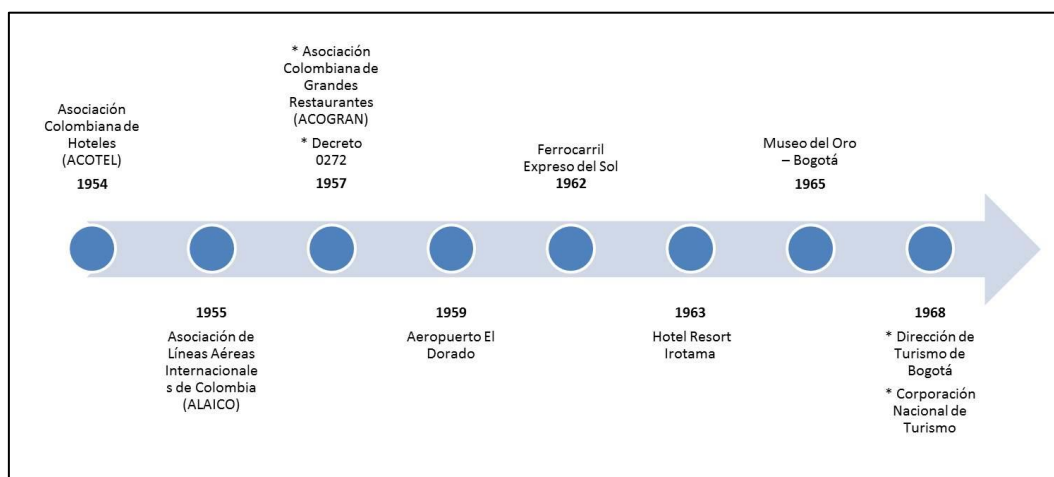 Asociación
Colombiana de
Hoteles
(ACOTEL)
1954
1955
Asociación de
Líneas Aéreas
Internacionale
s de Colombia
(ALAICO)
* Asociación
Colombiana de
Grandes
Restaurantes
(ACOGRAN)
* Decreto
0272
1957
1959
Aeropuerto El
Dorado
Ferrocarril
Expreso del Sol
1962
1963
Hotel Resort
Irotama
Museo del Oro
– Bogotá
1965
1968
* Dirección de
Turismo de
Bogotá
* Corporación
Nacional de
Turismo